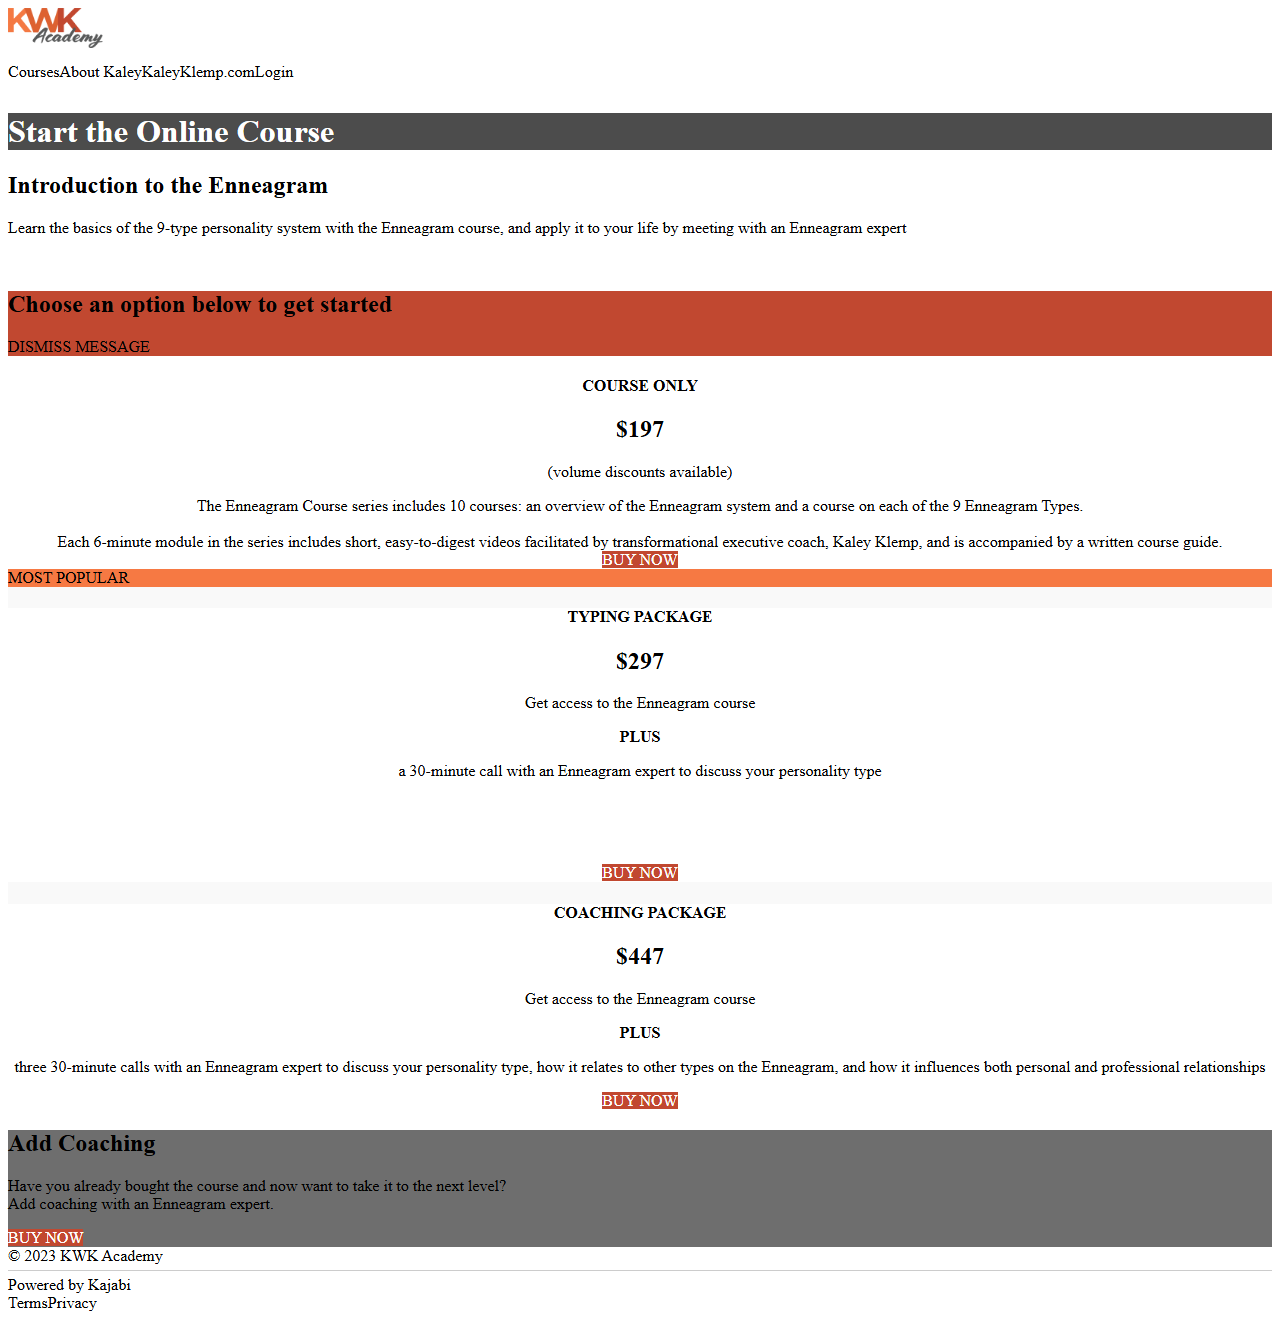 KWK
Academy
CoursesAbout KaleyKaleyKlemp.comLogin
Start the Online Course
Introduction to the Enneagram
Learn the basics of the 9-type personality system with the Enneagram course, and apply it to your life by meeting with an Enneagram expert
Choose an option below to get started
DISMISS MESSAGE
COURSE ONLY
$197
(volume discounts available)
The Enneagram Course series includes 10 courses: an overview of the Enneagram system and a course on each of the 9 Enneagram Types.
Each 6-minute module in the series includes short, easy-to-digest videos facilitated by transformational executive coach, Kaley Klemp, and is accompanied by a written course guide.
BUY NOW
MOST POPULAR
TYPING PACKAGE
$297
Get access to the Enneagram course
PLUS
a 30-minute call with an Enneagram expert to discuss your personality type
BUY NOW
COACHING PACKAGE
$447
Get access to the Enneagram course
PLUS
three 30-minute calls with an Enneagram expert to discuss your personality type, how it relates to other types on the Enneagram, and how it influences both personal and professional relationships
BUY NOW
Add Coaching
Have you already bought the course and now want to take it to the next level?
Add coaching with an Enneagram expert.
BUY NOW
© 2023 KWK Academy
Powered by Kajabi
TermsPrivacy